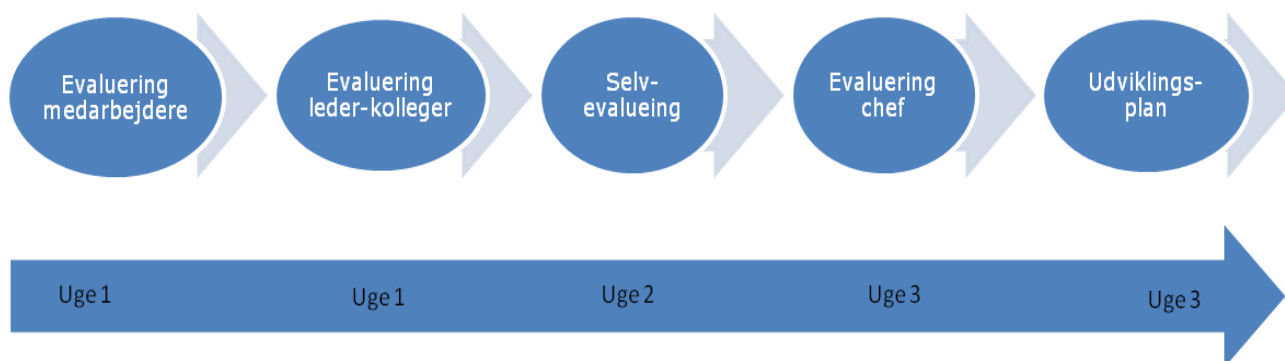 Evaluering
medarbejdere
Evaluering
leder-kolleger
Selv-
evalueing
Evaluering
chef
Udviklings-
plan
Uge 1
Uge 1
Uge 2
Uge 3
Uge 3